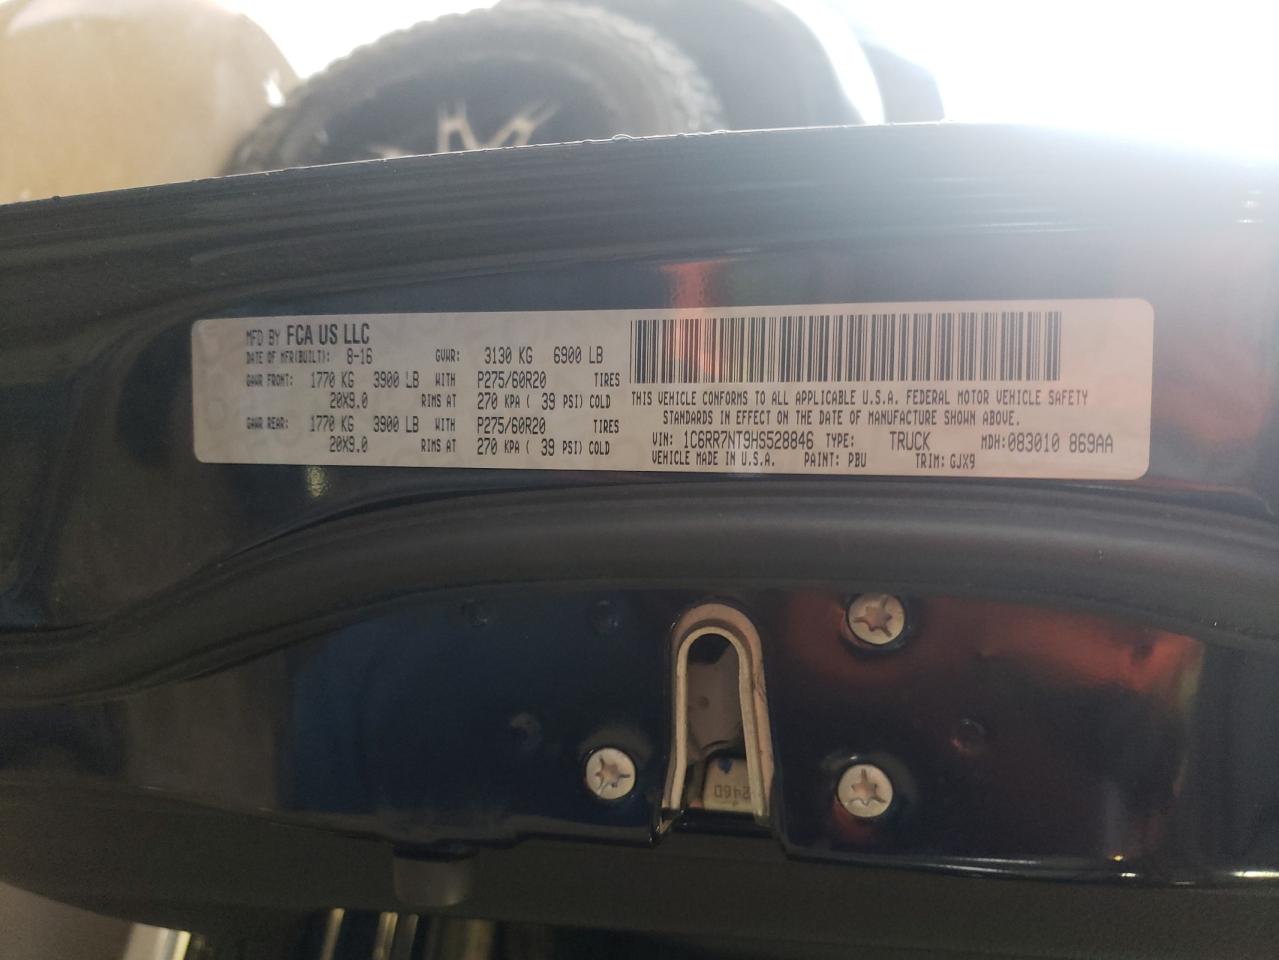 MFD BY FCA US LLC
DATE OF MFR(BUILT): 8-16 GVWR: 3130 KG 6900 LB
GAWR FRONT: 1770 KG 3900 LB WITH P275/60R20 TIRES
20X9.0 RIMS AT 270 KPA ( 39 PSI) COLD
GAWR REAR: 1770 KG 3900 LB WITH P275/60R20 TIRES
20X9.0 RIMS AT 270 KPA ( 39 PSI) COLD
THIS VEHICLE CONFORMS TO ALL APPLICABLE U.S.A. FEDERAL MOTOR VEHICLE SAFETY
STANDARDS IN EFFECT ON THE DATE OF MANUFACTURE SHOWN ABOVE.
VIN: 1C6RR7NT9HS528846 TYPE: TRUCK MDH: 083010 869AA
VEHICLE MADE IN U.S.A. PAINT: PBU TRIM: GJX9